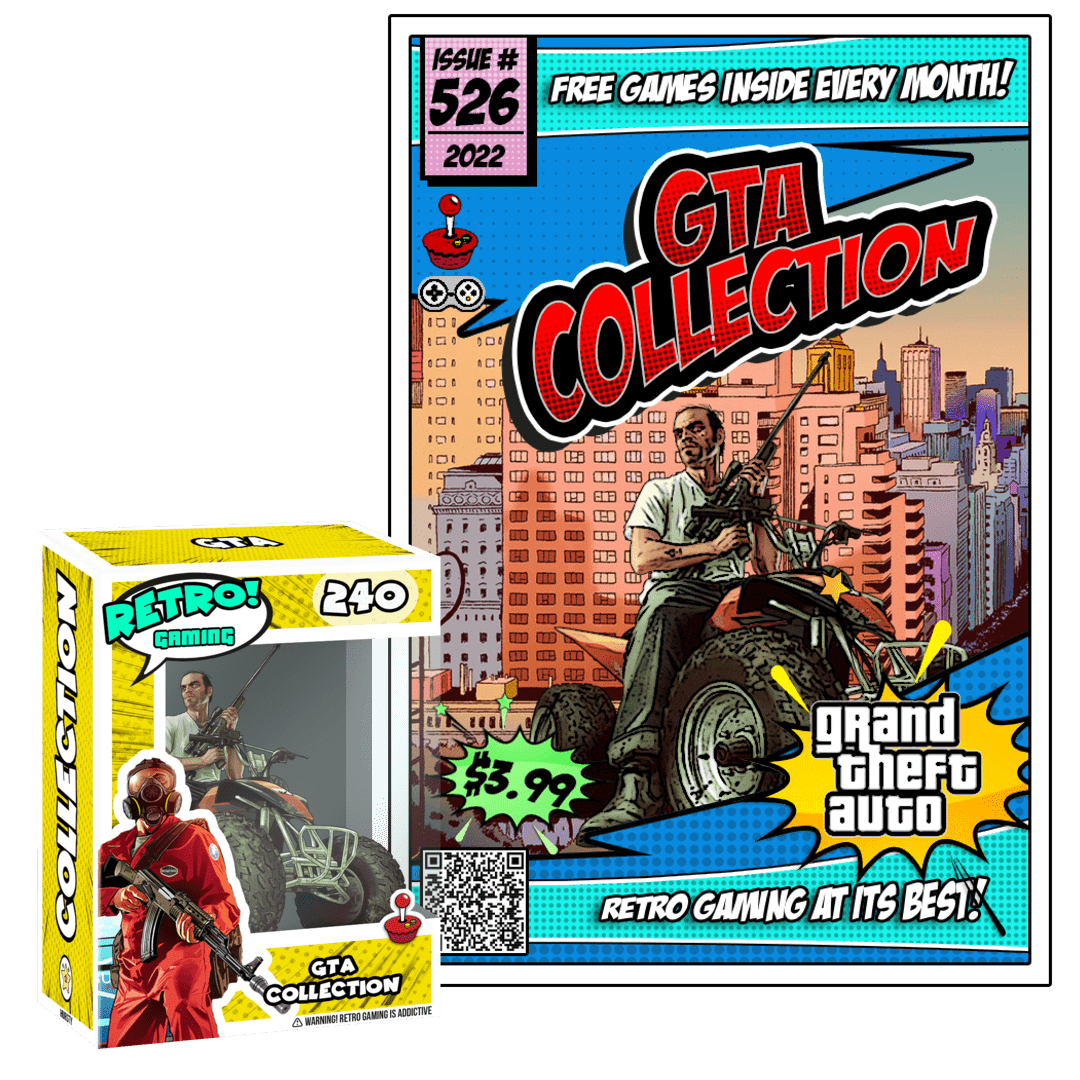 ISSUE #
526
2022
FREE GAMES INSIDE EVERY MONTH!
GTA
COLLECTION
$3.99
grand
theft
auto
RETRO GAMING AT ITS BEST!
GTA
RETRO!
GAMING
240
COLLECTION
GTA
COLLECTION
⚠ WARNING! RETRO GAMING IS ADDICTIVE